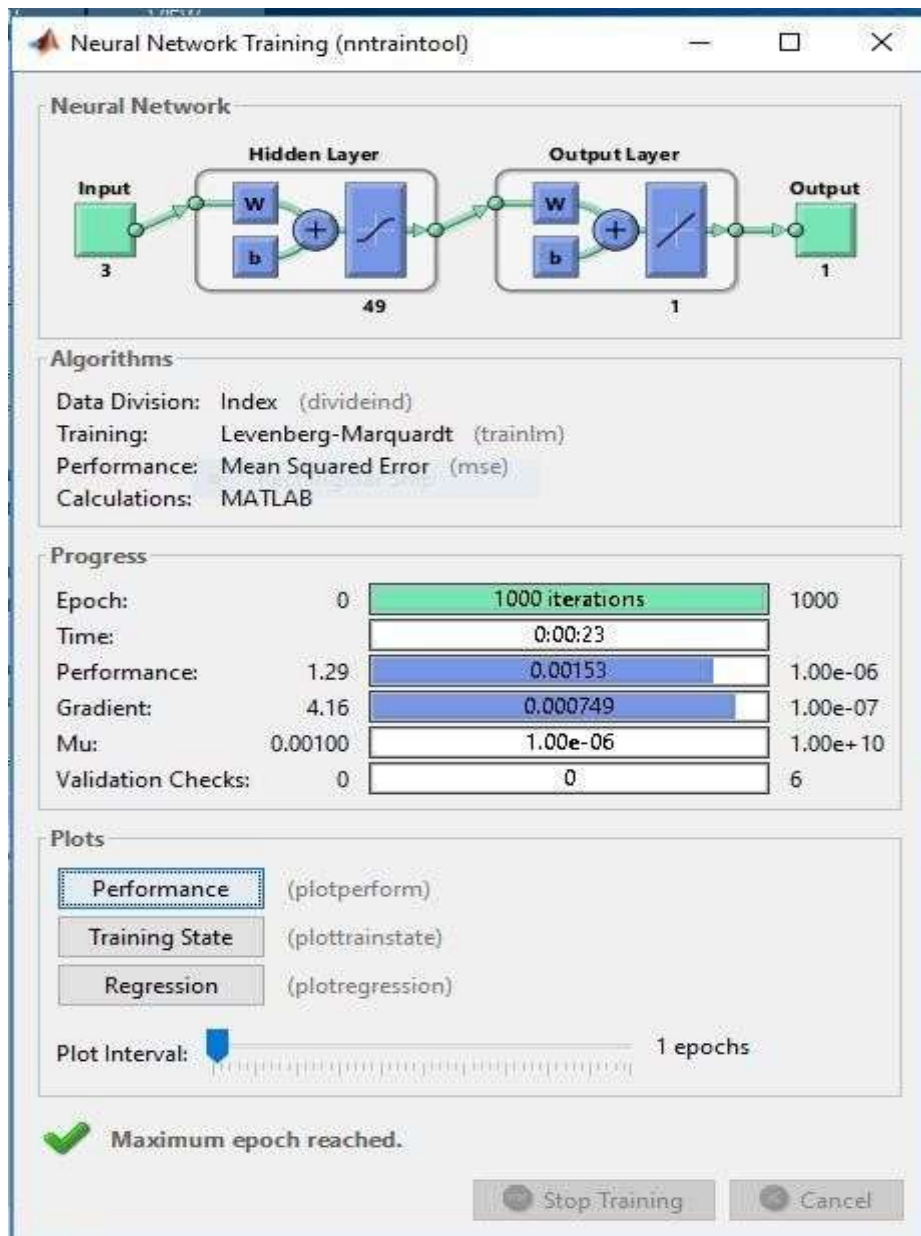 Neural Network Training (nntraintool)
Neural Network
Hidden Layer
Output Layer
Input
Output
W
b
W
b
3
49
1
1
Algorithms
Data Division: Index (divideind)
Training: Levenberg-Marquardt (trainlm)
Performance: Mean Squared Error (mse)
Calculations: MATLAB
Progress
Epoch: 0 1000 iterations 1000
Time: 0:00:23
Performance: 1.29 0.00153 1.00e-06
Gradient: 4.16 0.000749 1.00e-07
Mu: 0.00100 1.00e-06 1.00e+10
Validation Checks: 0 0 6
Plots
Performance (plotperform)
Training State (plottrainstate)
Regression (plotregression)
Plot Interval: 1 epochs
Maximum epoch reached.
Stop Training Cancel